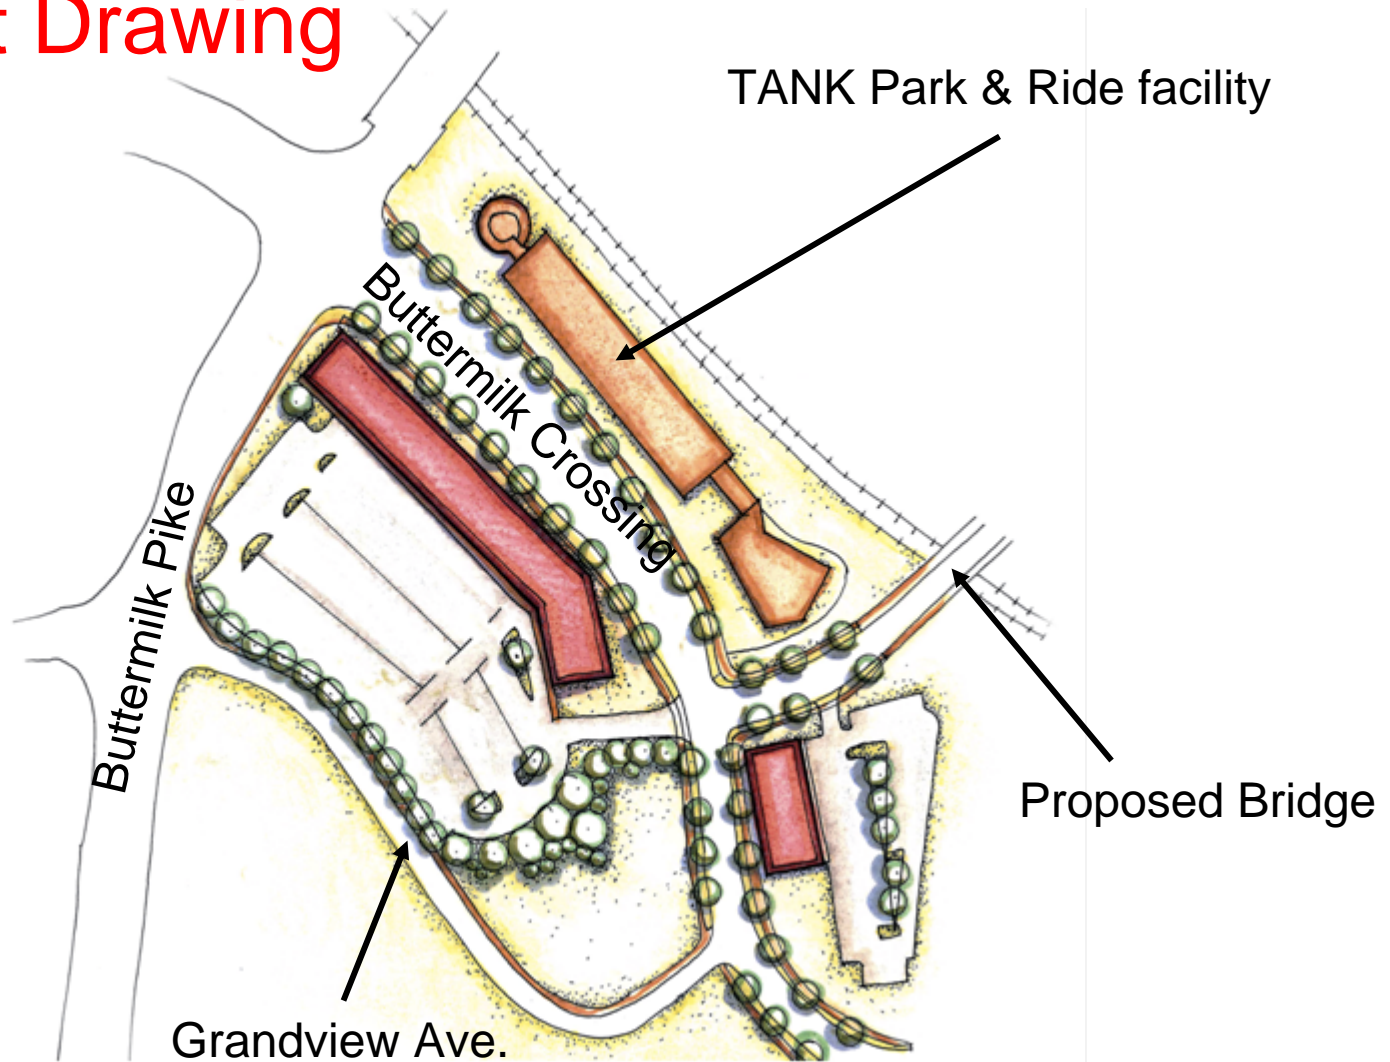 t Drawing
TANK Park & Ride facility
Buttermilk Crossing
Buttermilk Pike
Proposed Bridge
Grandview Ave.